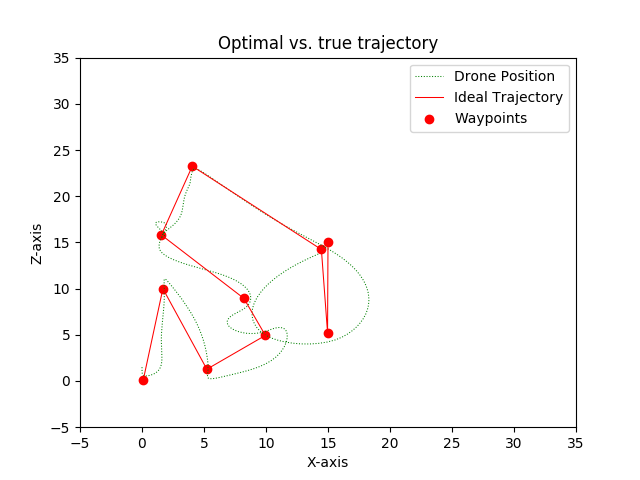 Optimal vs. true trajectory
Drone Position
Ideal Trajectory
Waypoints
Z-axis
35
30
25
20
15
10
5
0
−5
−5 0 5 10 15 20 25 30 35
X-axis